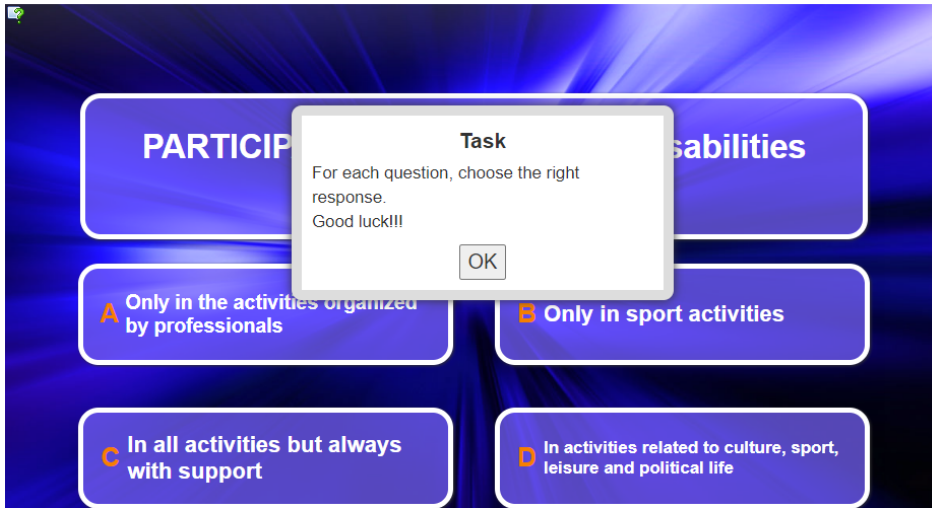 PARTICIP
sabilities
Task
For each question, choose the right
response.
Good luck!!!
OK
A Only in the activities organized
by professionals
B Only in sport activities
C In all activities but always
with support
D In activities related to culture, sport,
leisure and political life